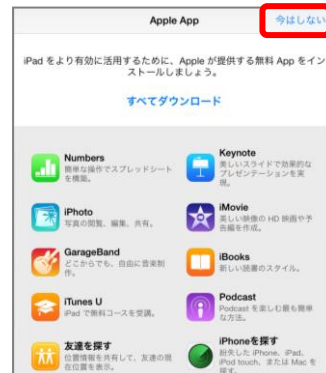 Apple App
今はしない
iPad をより有効に活用するために、Apple が提供する無料 App をイン
ストールしましょう。
すべてダウンロード
Numbers
簡単な操作でスプレッドシート
を構築。
Keynote
美しいスライドで効果的な
プレゼンテーションを実
現。
iPhoto
写真の閲覧、編集、共有。
iMovie
美しい映像の HD 映画や予
告編を作成。
GarageBand
どこからでも、自由に音楽制
作。
iBooks
新しい読書のスタイル。
iTunes U
iPad で無料コースを受講。
Podcast
Podcast を楽しむ最も簡単
な方法。
友達を探す
位置情報を共有して、友達の現
在位置を表示。
iPhoneを探す
紛失した iPhone、iPad、
iPod touch、または Mac を
探す。